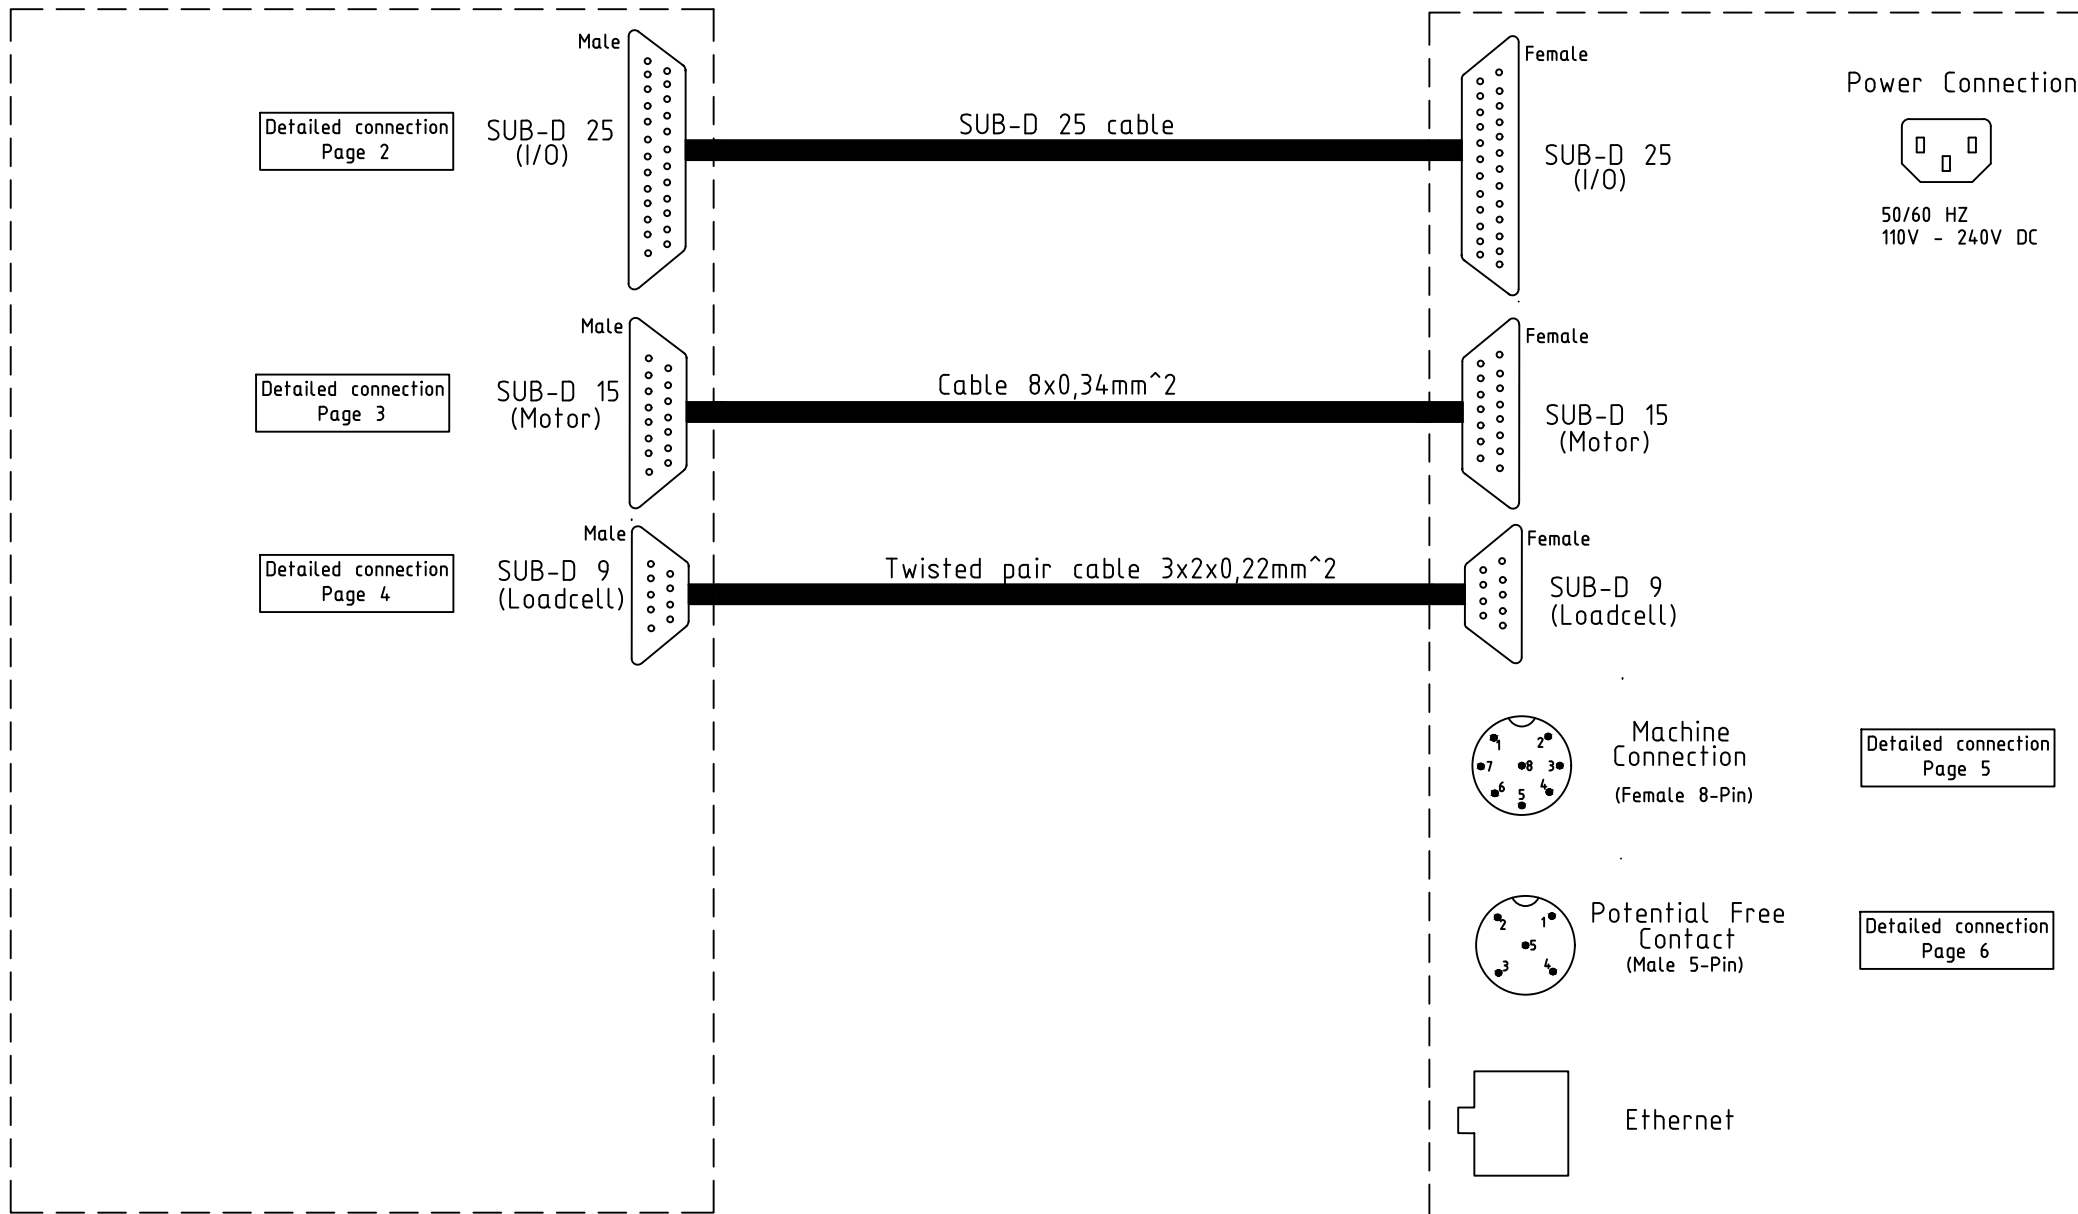 Male
Detailed connection
Page 2
SUB-D 25
(I/O)
SUB-D 25 cable
Female
SUB-D 25
(I/O)
Power Connection
50/60 HZ
110V - 240V DC
Male
Detailed connection
Page 3
SUB-D 15
(Motor)
Cable 8x0,34mm^2
Female
SUB-D 15
(Motor)
Male
Detailed connection
Page 4
SUB-D 9
(Loadcell)
Twisted pair cable 3x2x0,22mm^2
Female
SUB-D 9
(Loadcell)
1 2
7 8 3
6 5 4
Machine
Connection
(Female 8-Pin)
Detailed connection
Page 5
2 1
5
3 4
Potential Free
Contact
(Male 5-Pin)
Detailed connection
Page 6
Ethernet